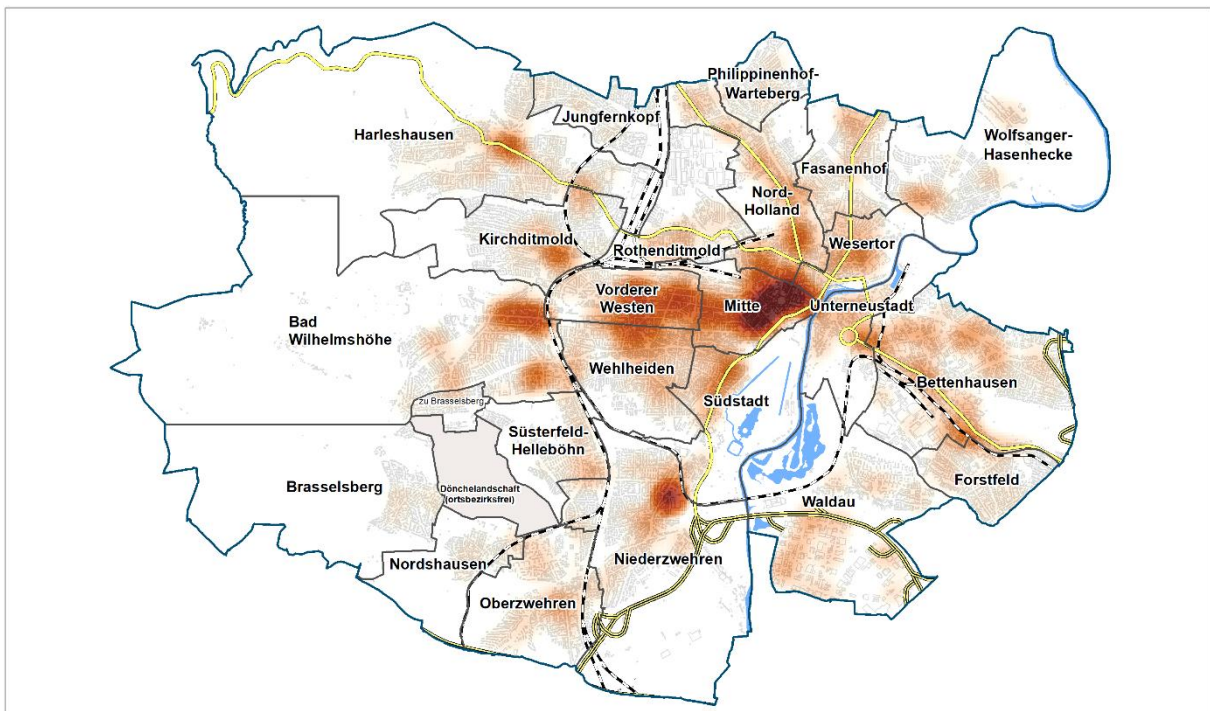 Philippinenhof-
Warteberg
Jungfernkopf
Harleshausen
Wolfsanger-
Hasenhecke
Fasanenhof
Nord-
Holland
Kirchditmold
Rothenditmold
Wesertor
Vorderer
Westen
Mitte
Unterneustadt
Bad
Wilhelmshöhe
Wehlheiden
Bettenhausen
zu Brasselsberg
Südstadt
Süsterfeld-
Helleböhn
Brasselsberg
Dönchelandschaft
(ortsbezirksfrei)
Forstfeld
Waldau
Nordshausen
Niederzwehren
Oberzwehren